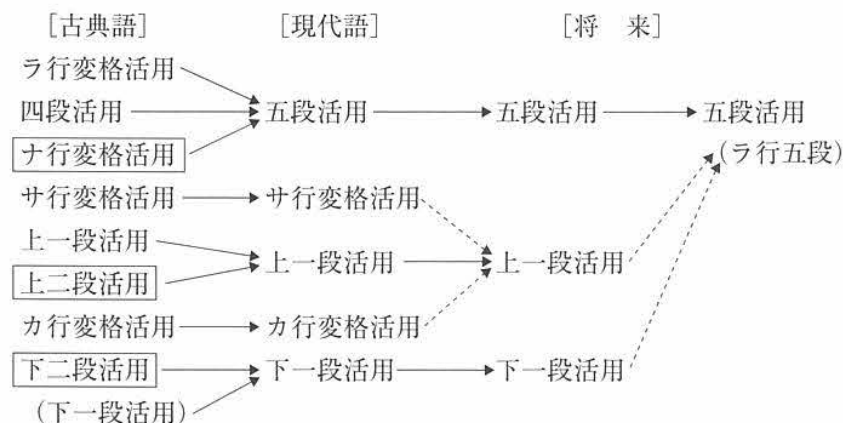 [古典語] [現代語] [将 来]
ラ行変格活用
四段活用 五段活用 五段活用 五段活用
ナ行変格活用 (ラ行五段)
サ行変格活用 サ行変格活用
上一段活用
上一段活用 上一段活用
上二段活用
カ行変格活用 カ行変格活用
下二段活用 下一段活用 下一段活用
(下一段活用)